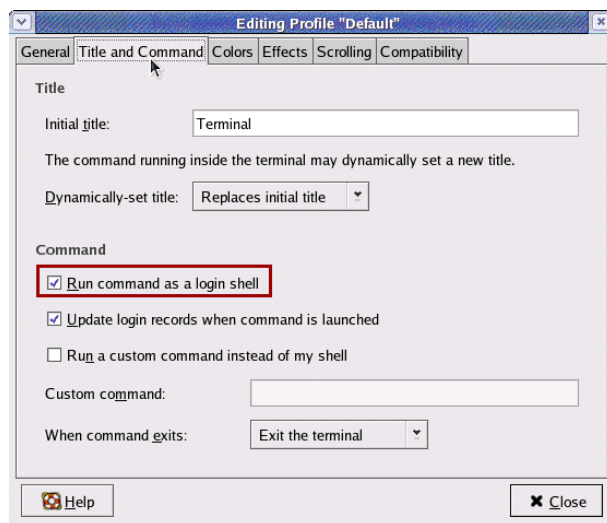 Editing Profile "Default"
General Title and Command Colors Effects Scrolling Compatibility
Title
Initial title: Terminal
The command running inside the terminal may dynamically set a new title.
Dynamically-set title: Replaces initial title
Command
Run command as a login shell
Update login records when command is launched
Run a custom command instead of my shell
Custom command:
When command exits: Exit the terminal
Help Close